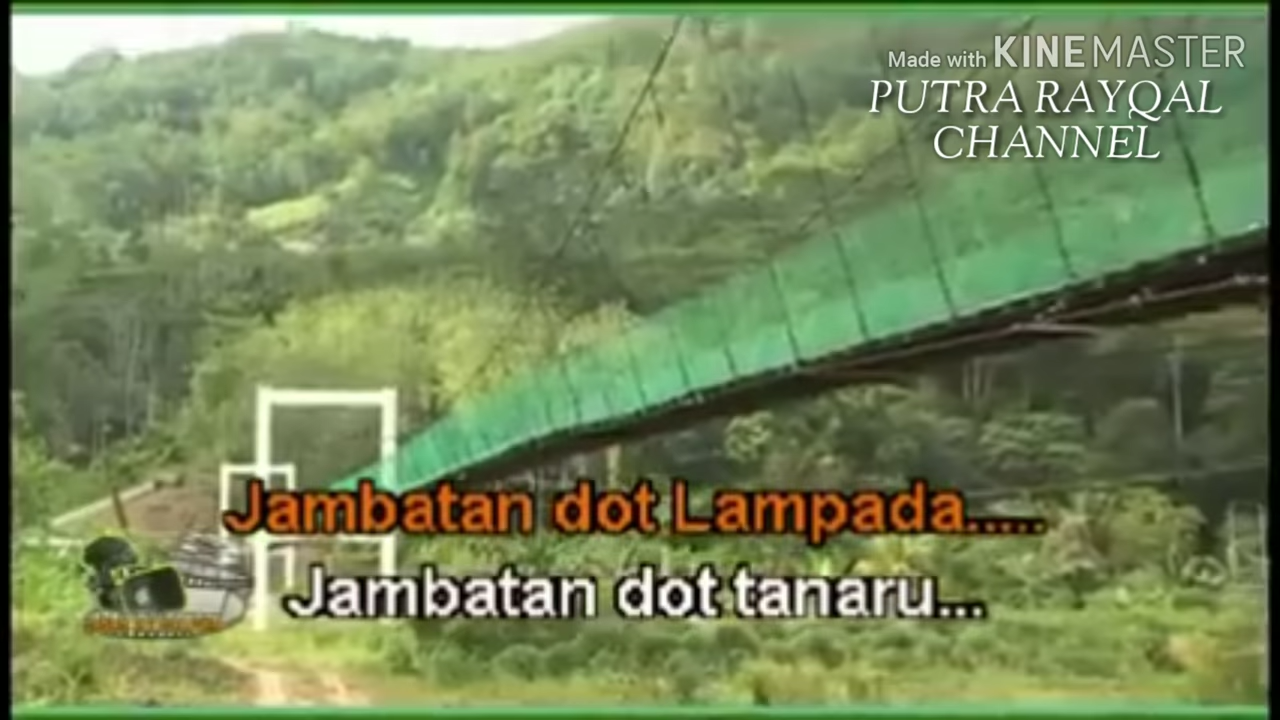 Made with KINEMASTER
PUTRA RAYQAL
CHANNEL
Jambatan dot Lampada.....
Jambatan dot tanaru...